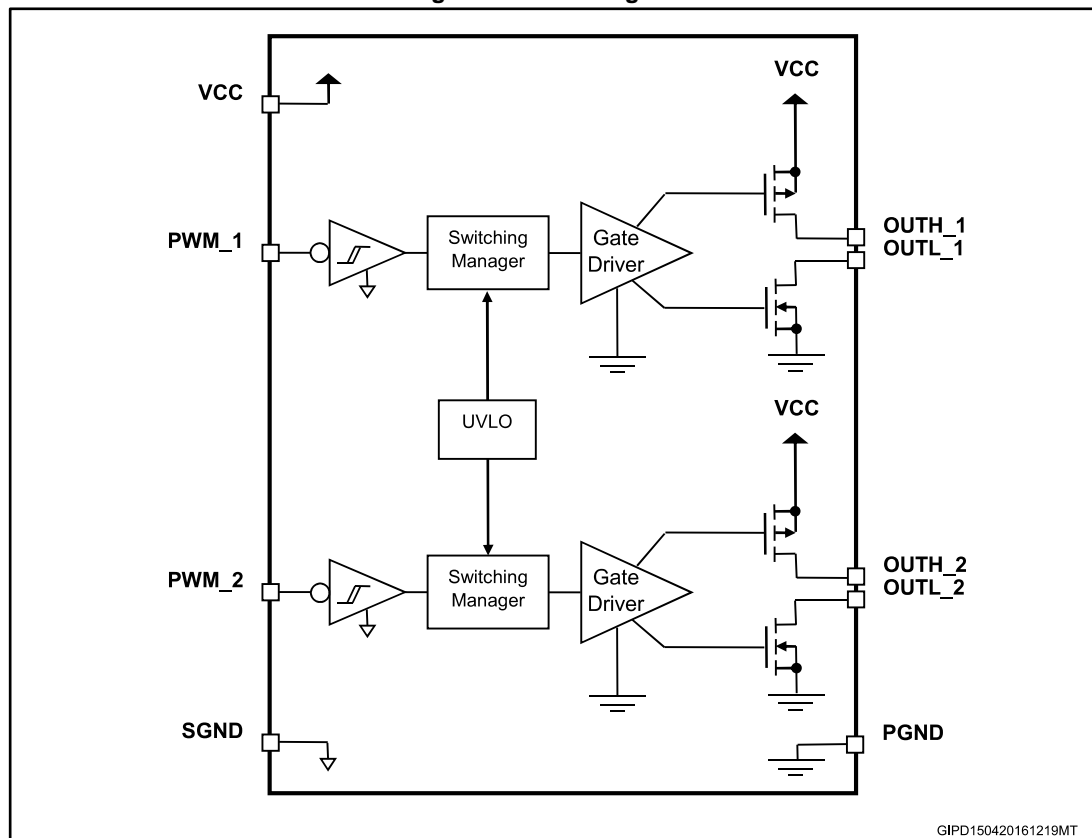 VCC
VCC
PWM_1
Switching
Manager
Gate
Driver
OUTH_1
OUTL_1
UVLO
VCC
PWM_2
Switching
Manager
Gate
Driver
OUTH_2
OUTL_2
SGND
PGND
GIPD150420161219MT